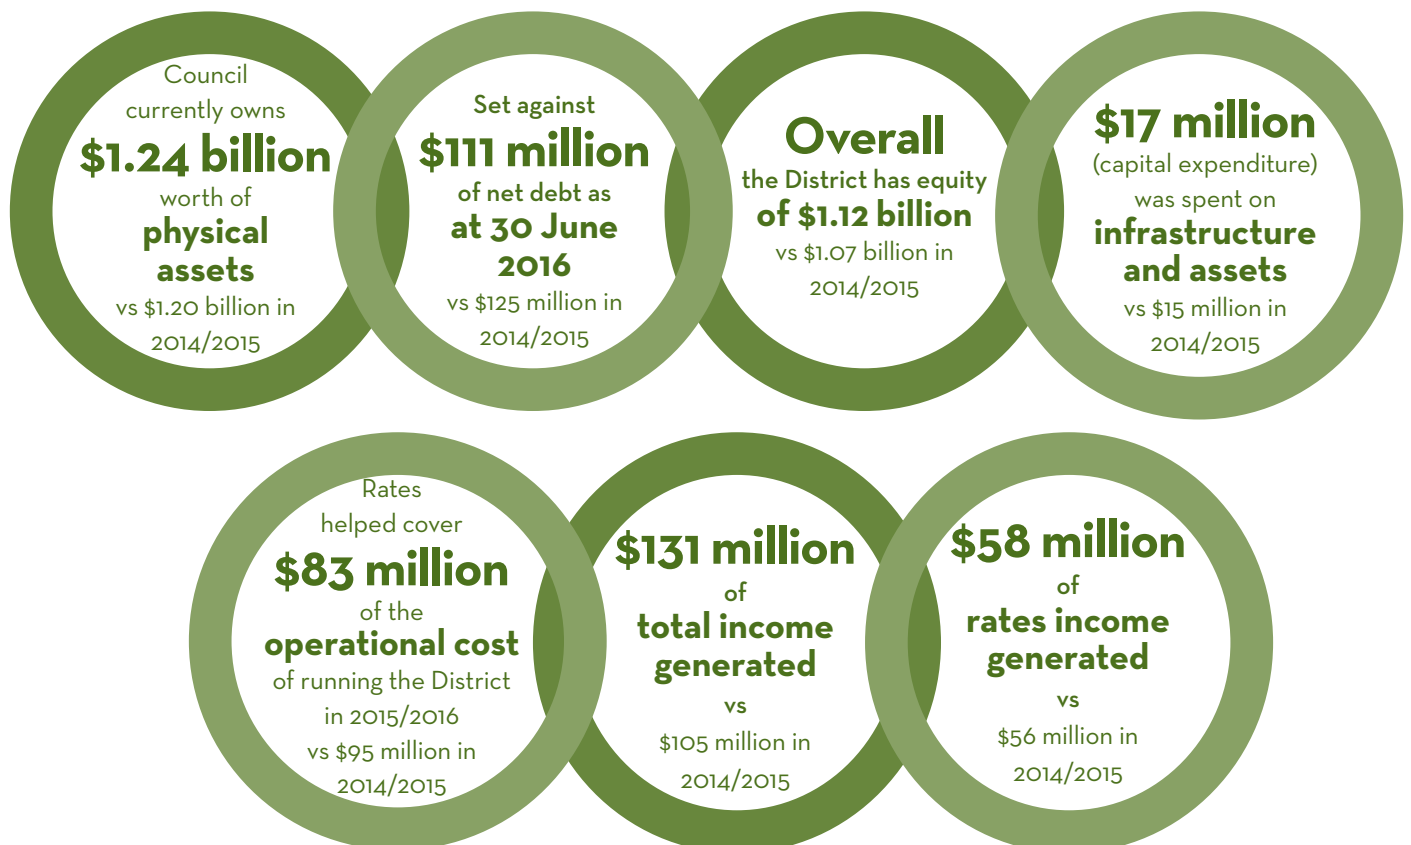 Council
currently owns
$1.24 billion
worth of
physical
assets
vs $1.20 billion in
2014/2015
Set against
$111 million
of net debt as
at 30 June
2016
vs $125 million in
2014/2015
Overall
the District has equity
of $1.12 billion
vs $1.07 billion in
2014/2015
$17 million
(capital expenditure)
was spent on
infrastructure
and assets
vs $15 million in
2014/2015
Rates
helped cover
$83 million
of the
operational cost
of running the District
in 2015/2016
vs $95 million in
2014/2015
$131 million
of
total income
generated
vs
$105 million in
2014/2015
$58 million
of
rates income
generated
vs
$56 million in
2014/2015